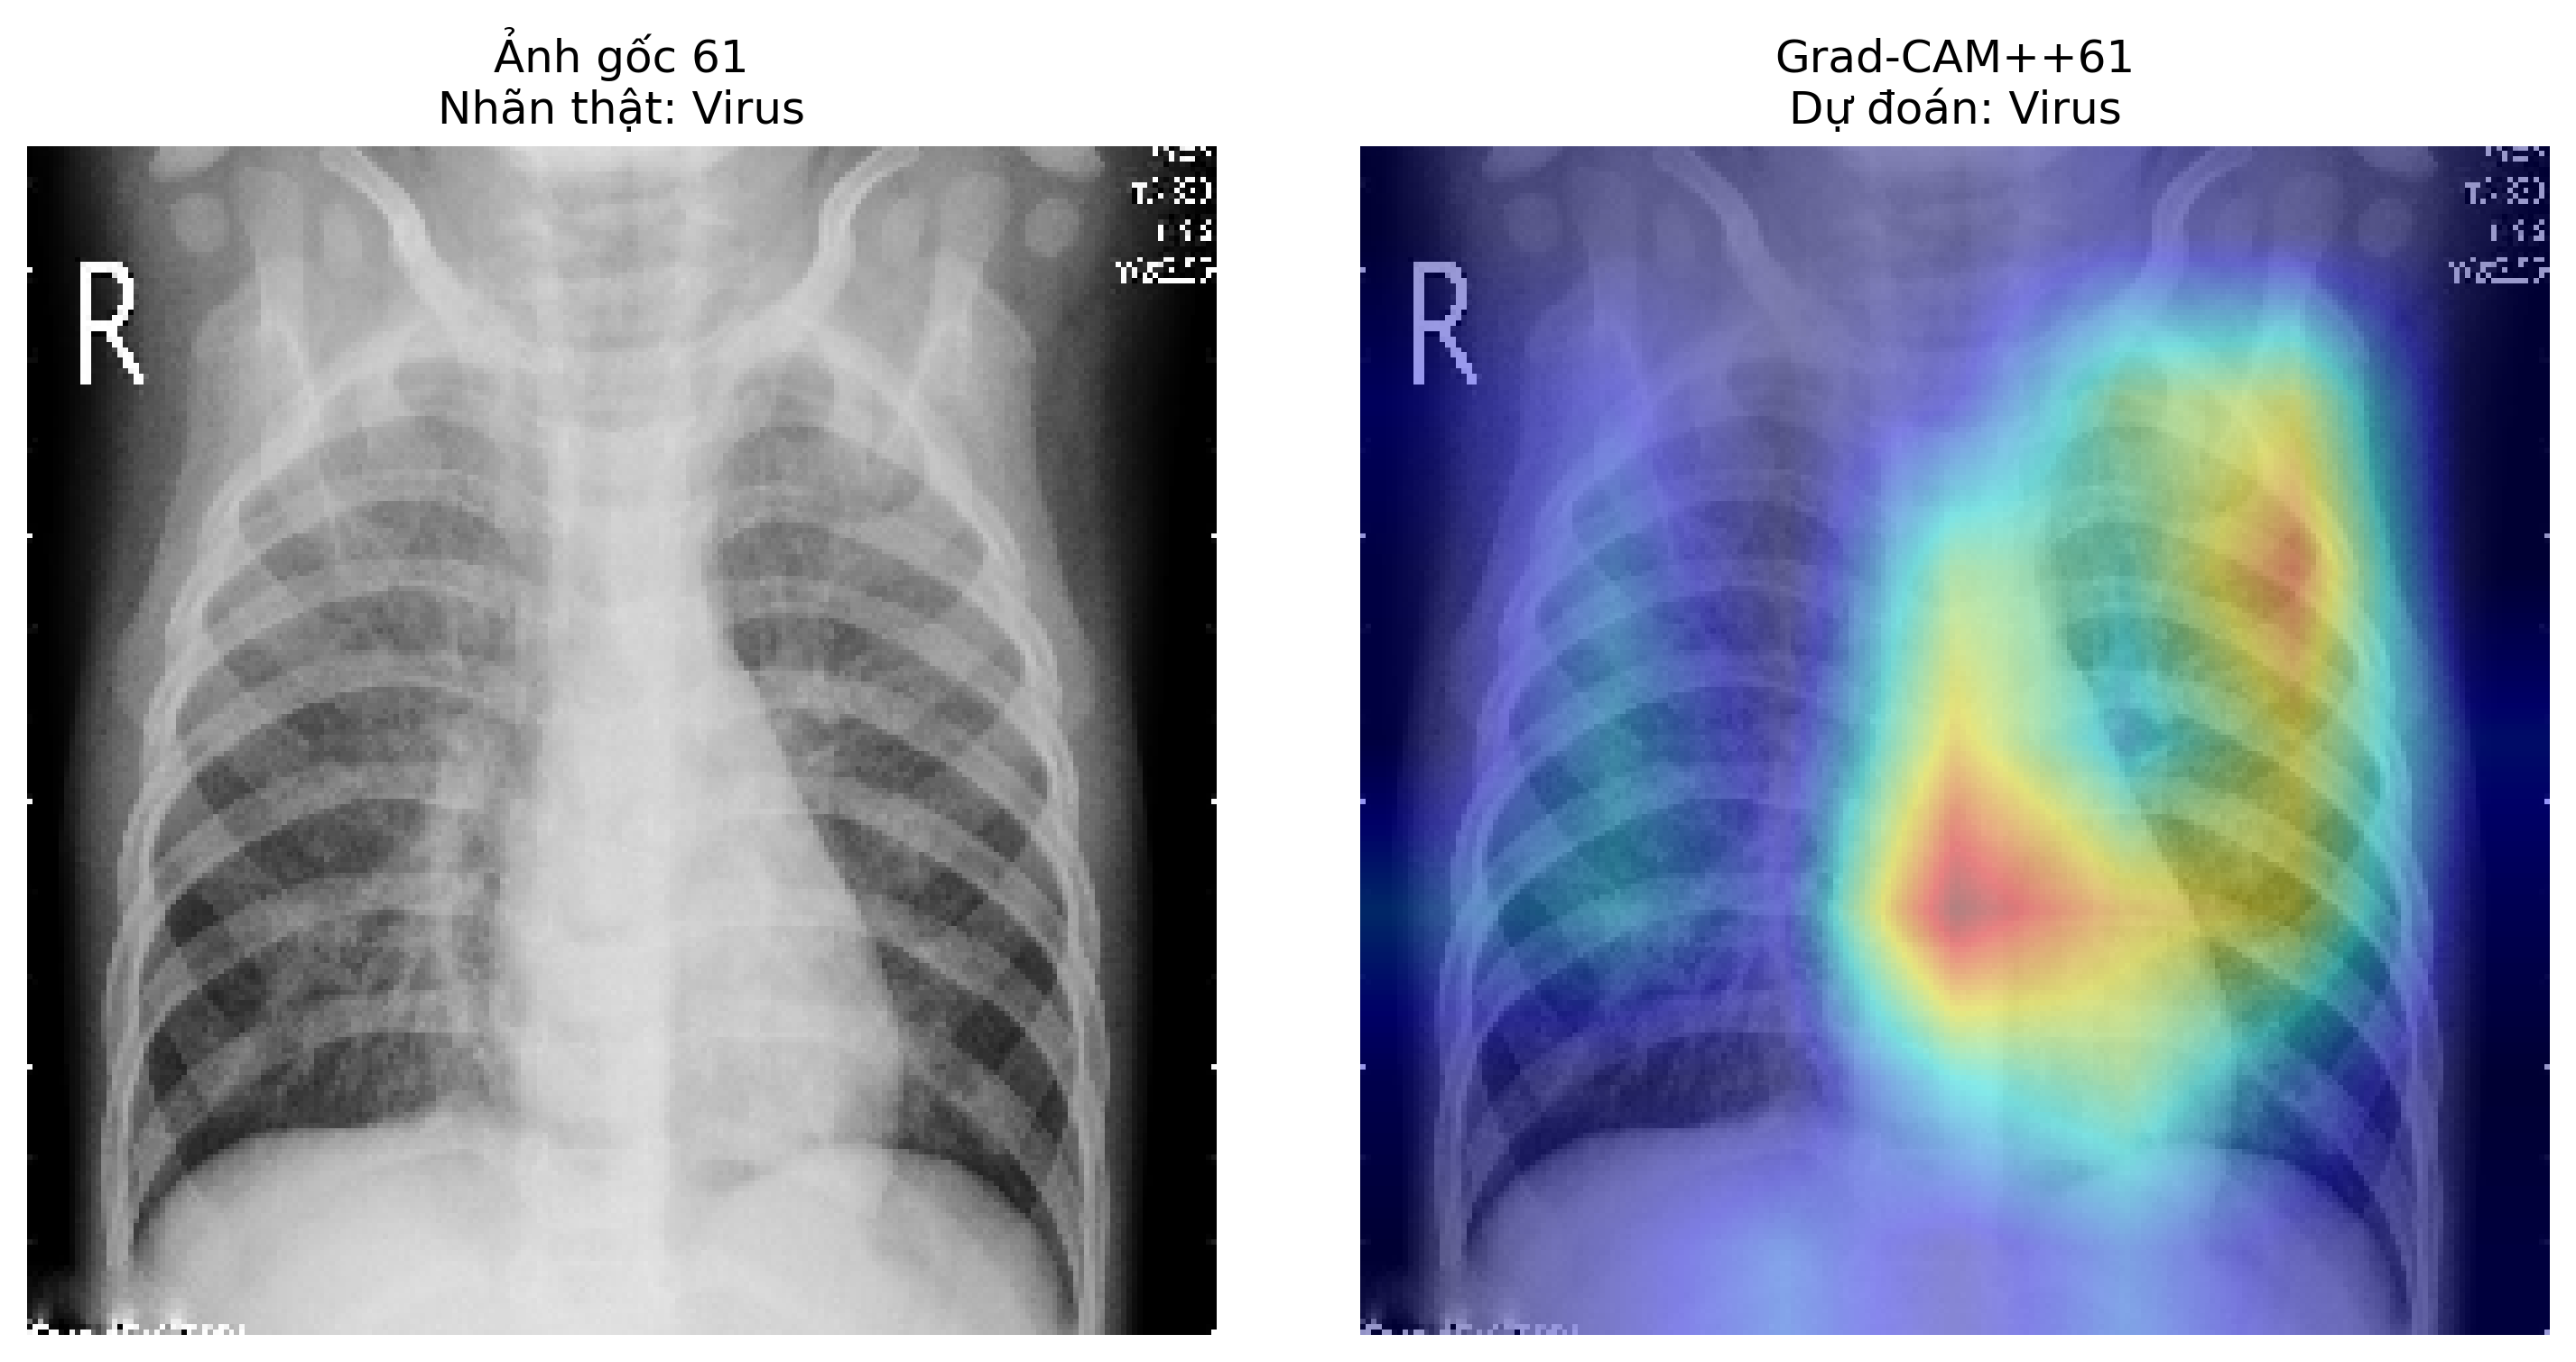 Ảnh gốc 61
Nhãn thật: Virus
Grad-CAM++61
Dự đoán: Virus
R
R